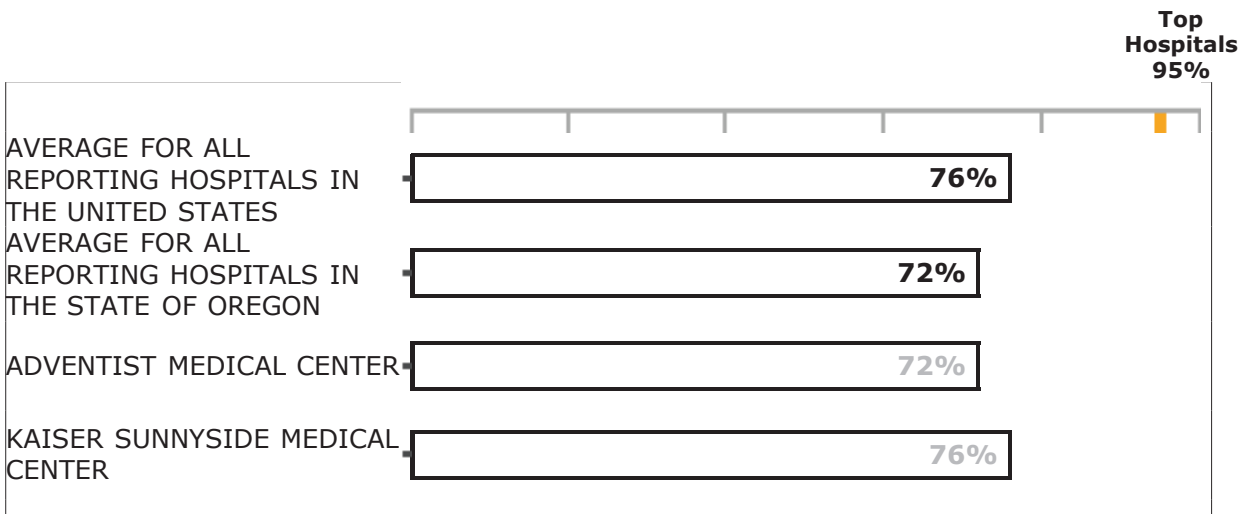 Top
Hospitals
95%
AVERAGE FOR ALL
REPORTING HOSPITALS IN
THE UNITED STATES
76%
AVERAGE FOR ALL
REPORTING HOSPITALS IN
THE STATE OF OREGON
72%
ADVENTIST MEDICAL CENTER
72%
KAISER SUNNYSIDE MEDICAL
CENTER
76%